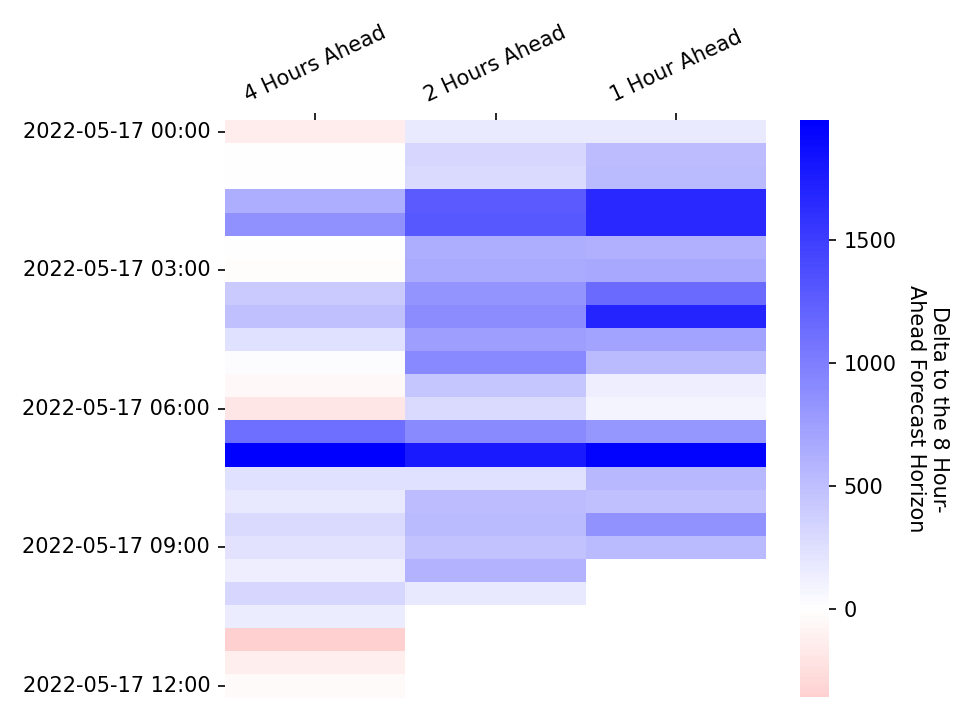 4 Hours Ahead
2 Hours Ahead
1 Hour Ahead
2022-05-17 00:00
2022-05-17 03:00
2022-05-17 06:00
2022-05-17 09:00
2022-05-17 12:00
1500
1000
500
0
Delta to the 8 Hour-
Ahead Forecast Horizon